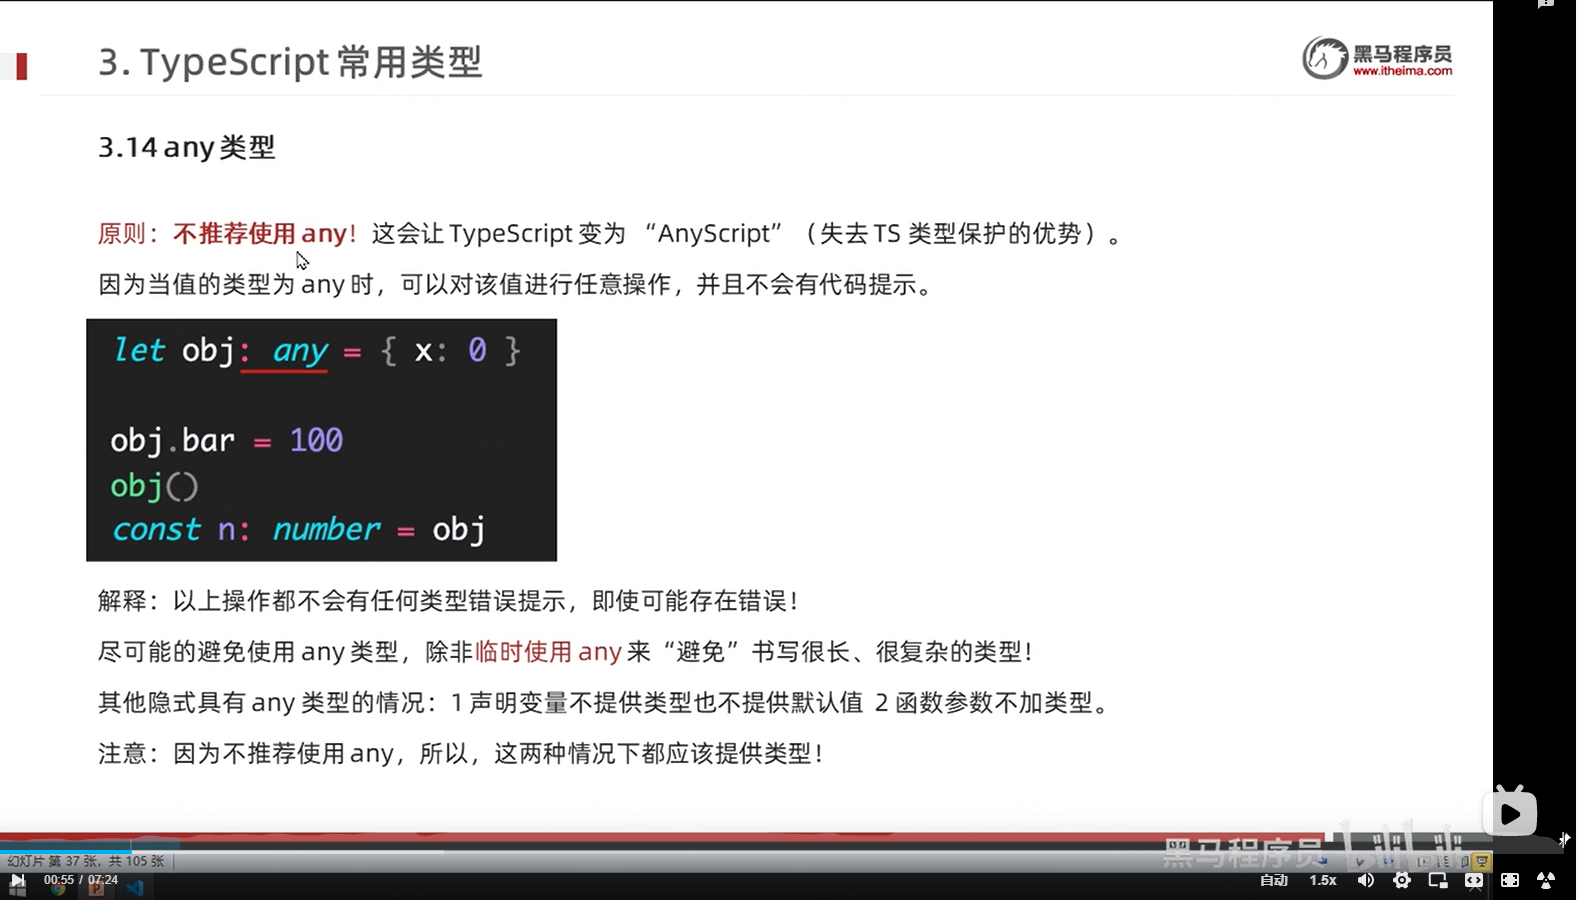 3. TypeScript 常用类型
黑马程序员
www.itheima.com
3.14 any 类型
原则：不推荐使用 any！这会让 TypeScript 变为 “AnyScript”（失去 TS 类型保护的优势）。
因为当值的类型为 any 时，可以对该值进行任意操作，并且不会有代码提示。
let obj: any = { x: 0 }
obj.bar = 100
obj()
const n: number = obj
解释：以上操作都不会有任何类型错误提示，即使可能存在错误！
尽可能的避免使用 any 类型，除非临时使用 any 来“避免”书写很长、很复杂的类型！
其他隐式具有 any 类型的情况：1 声明变量不提供类型也不提供默认值 2 函数参数不加类型。
注意：因为不推荐使用 any，所以，这两种情况下都应该提供类型！
黑马程序员 bilibili
幻灯片 第 37 张，共 105 张
00:55 / 07:24
自动
1.5x